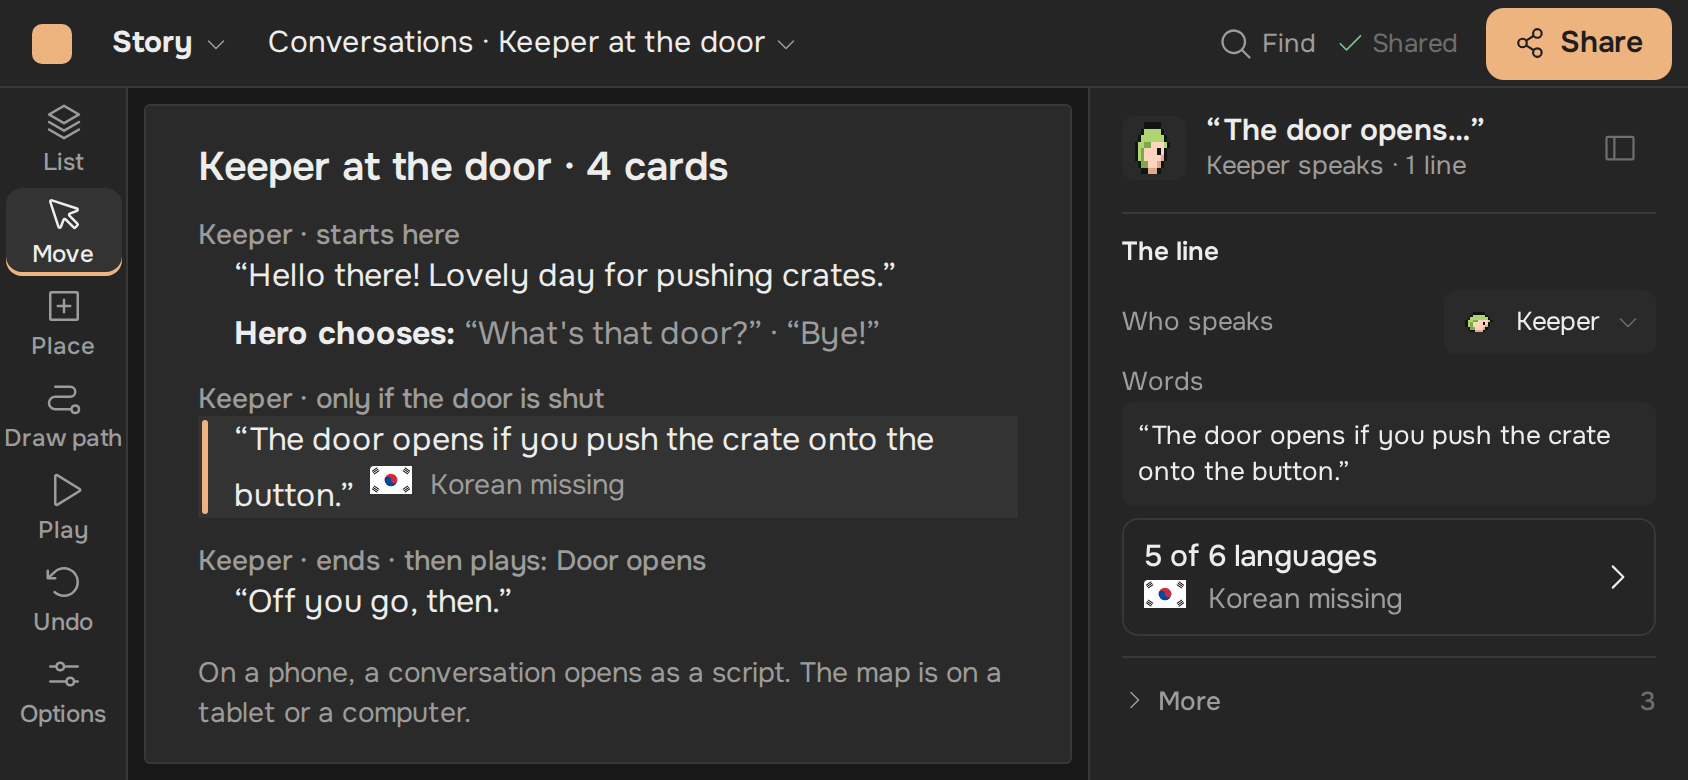 Story
Conversations · Keeper at the door
Find
Shared
Share
List
Move
Place
Draw path
Play
Undo
Options
Keeper at the door · 4 cards
Keeper · starts here
“Hello there! Lovely day for pushing crates.”
Hero chooses: “What's that door?” · “Bye!”
Keeper · only if the door is shut
“The door opens if you push the crate onto the
button.” Korean missing
Keeper · ends · then plays: Door opens
“Off you go, then.”
On a phone, a conversation opens as a script. The map is on a
tablet or a computer.
“The door opens...”
Keeper speaks · 1 line
The line
Who speaks
Keeper
Words
“The door opens if you push the crate
onto the button.”
5 of 6 languages
Korean missing
More
3